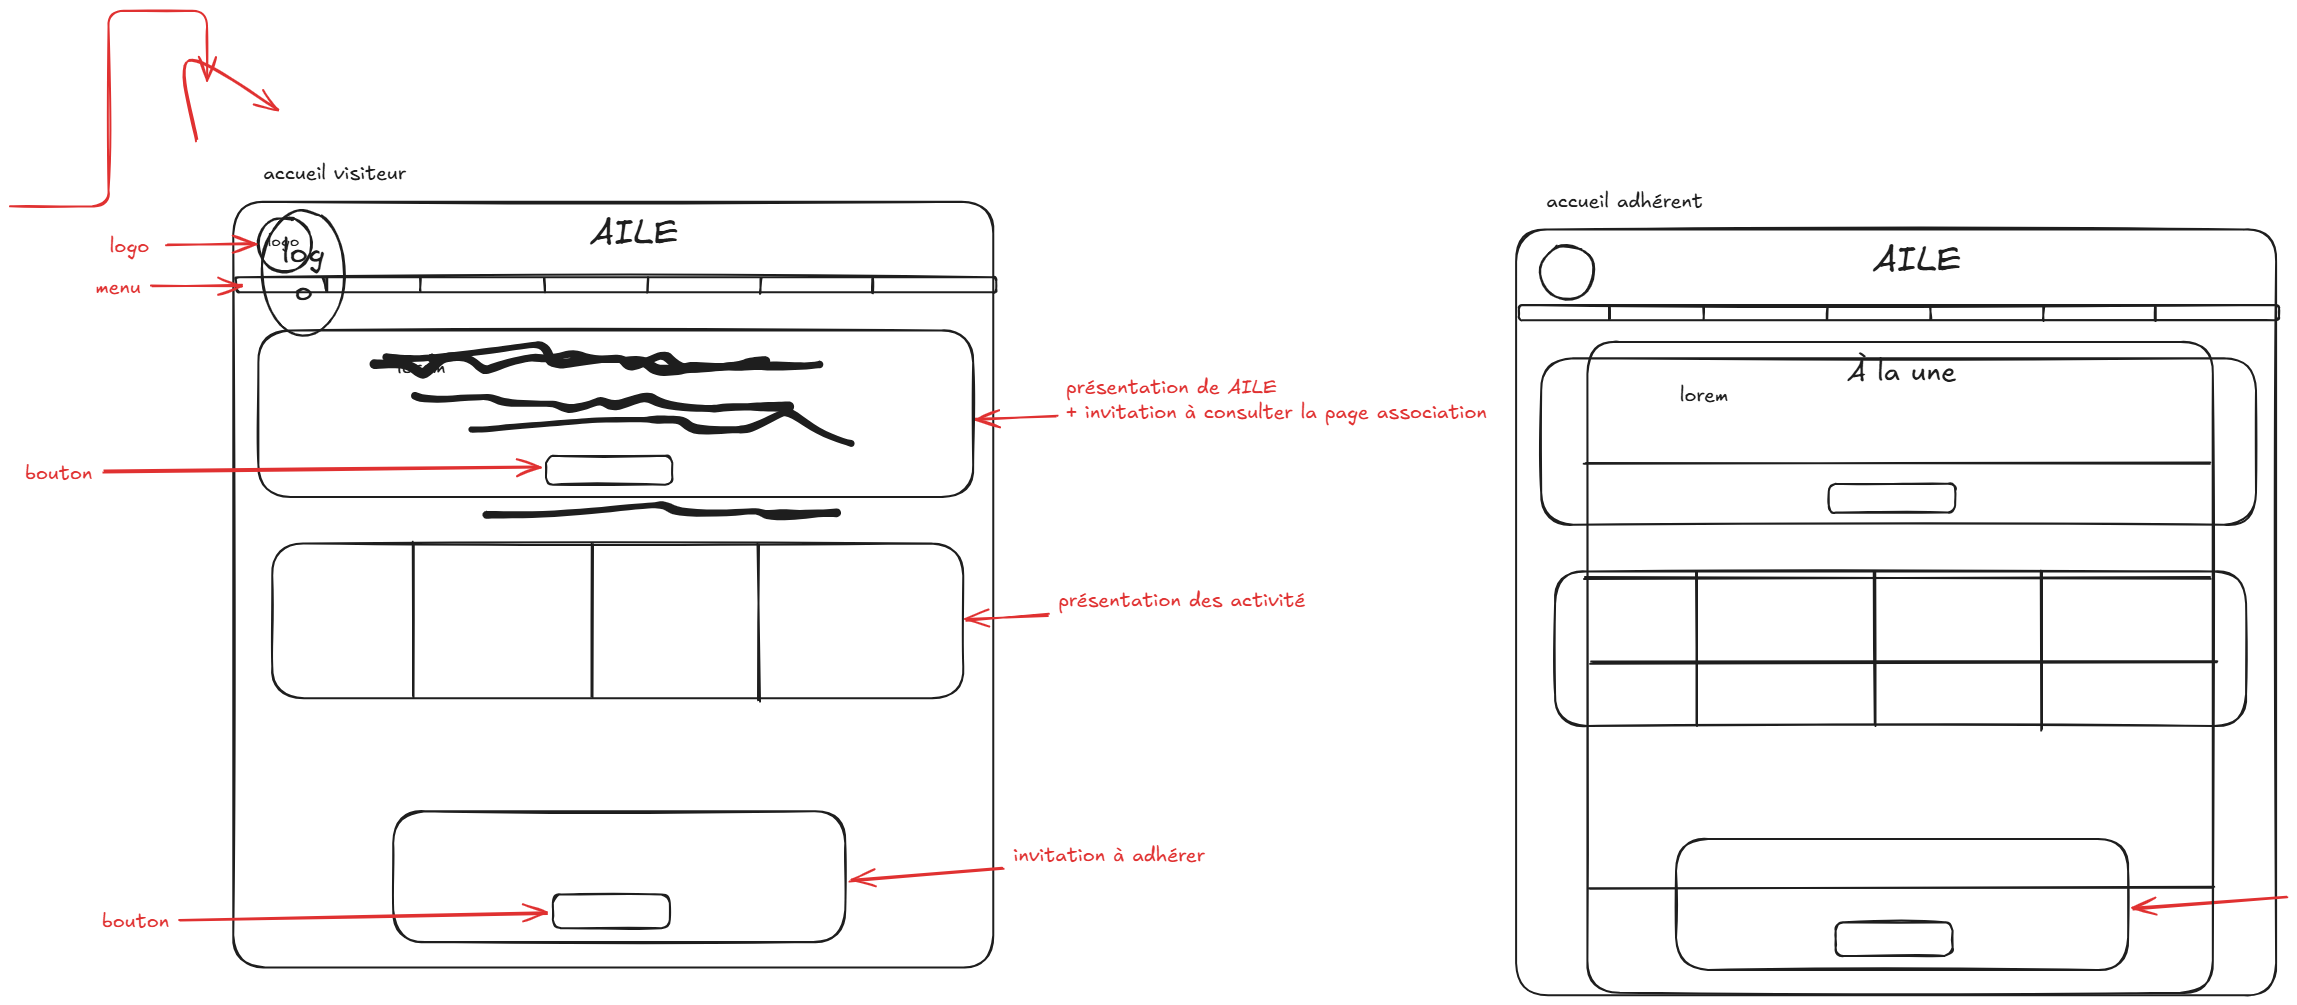 accueil visiteur
AILE
logo
logo
log
o
menu
lorem
présentation de AILE
+ invitation à consulter la page association
bouton
présentation des activité
invitation à adhérer
bouton
accueil adhérent
AILE
À la une
lorem